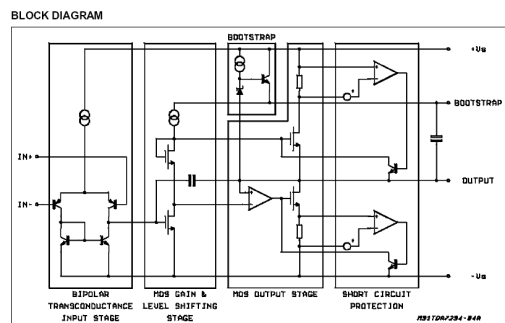 BLOCK DIAGRAM
BOOTSTRAP
+Vs
BOOTSTRAP
IN+
OUTPUT
IN-
-Vs
BIPOLAR
TRANSCONDUCTANCE
INPUT STAGE
MOS GAIN &
LEVEL SHIFTING
STAGE
MOS OUTPUT STAGE
SHORT CIRCUIT
PROTECTION
M91TDA7294-04A